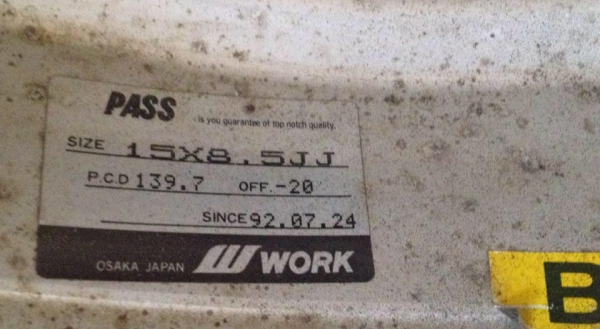 PASS
is you guarantee of top notch quality.
SIZE 15X8.5JJ
P.C.D 139.7 OFF. -20
SINCE 92.07.24
OSAKA JAPAN W WORK
B